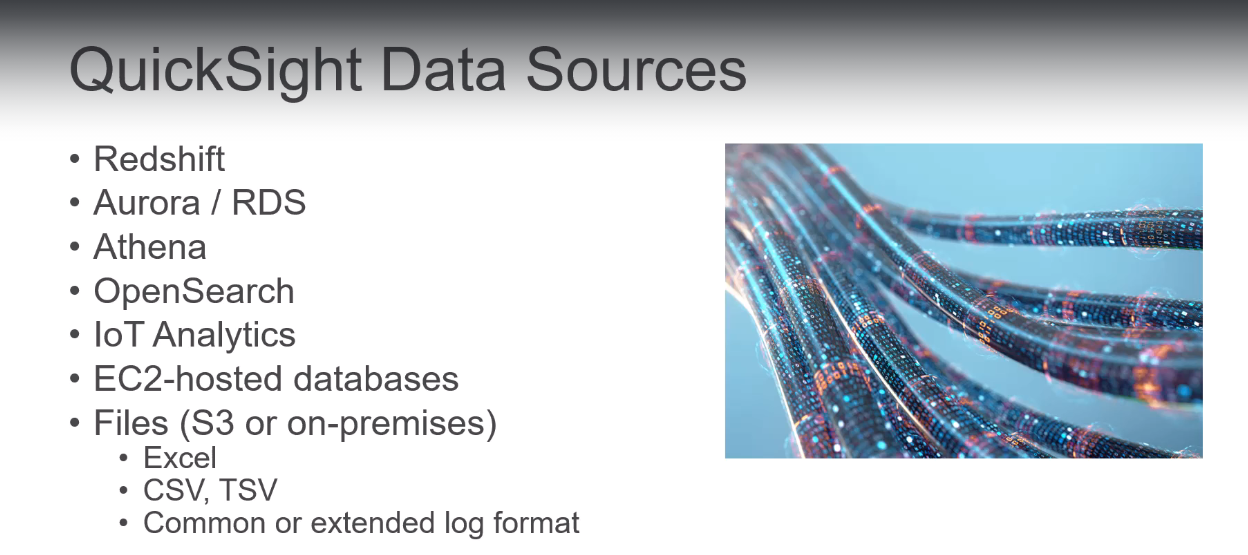 QuickSight Data Sources
• Redshift
• Aurora / RDS
• Athena
• OpenSearch
• IoT Analytics
• EC2-hosted databases
• Files (S3 or on-premises)
• Excel
• CSV, TSV
• Common or extended log format